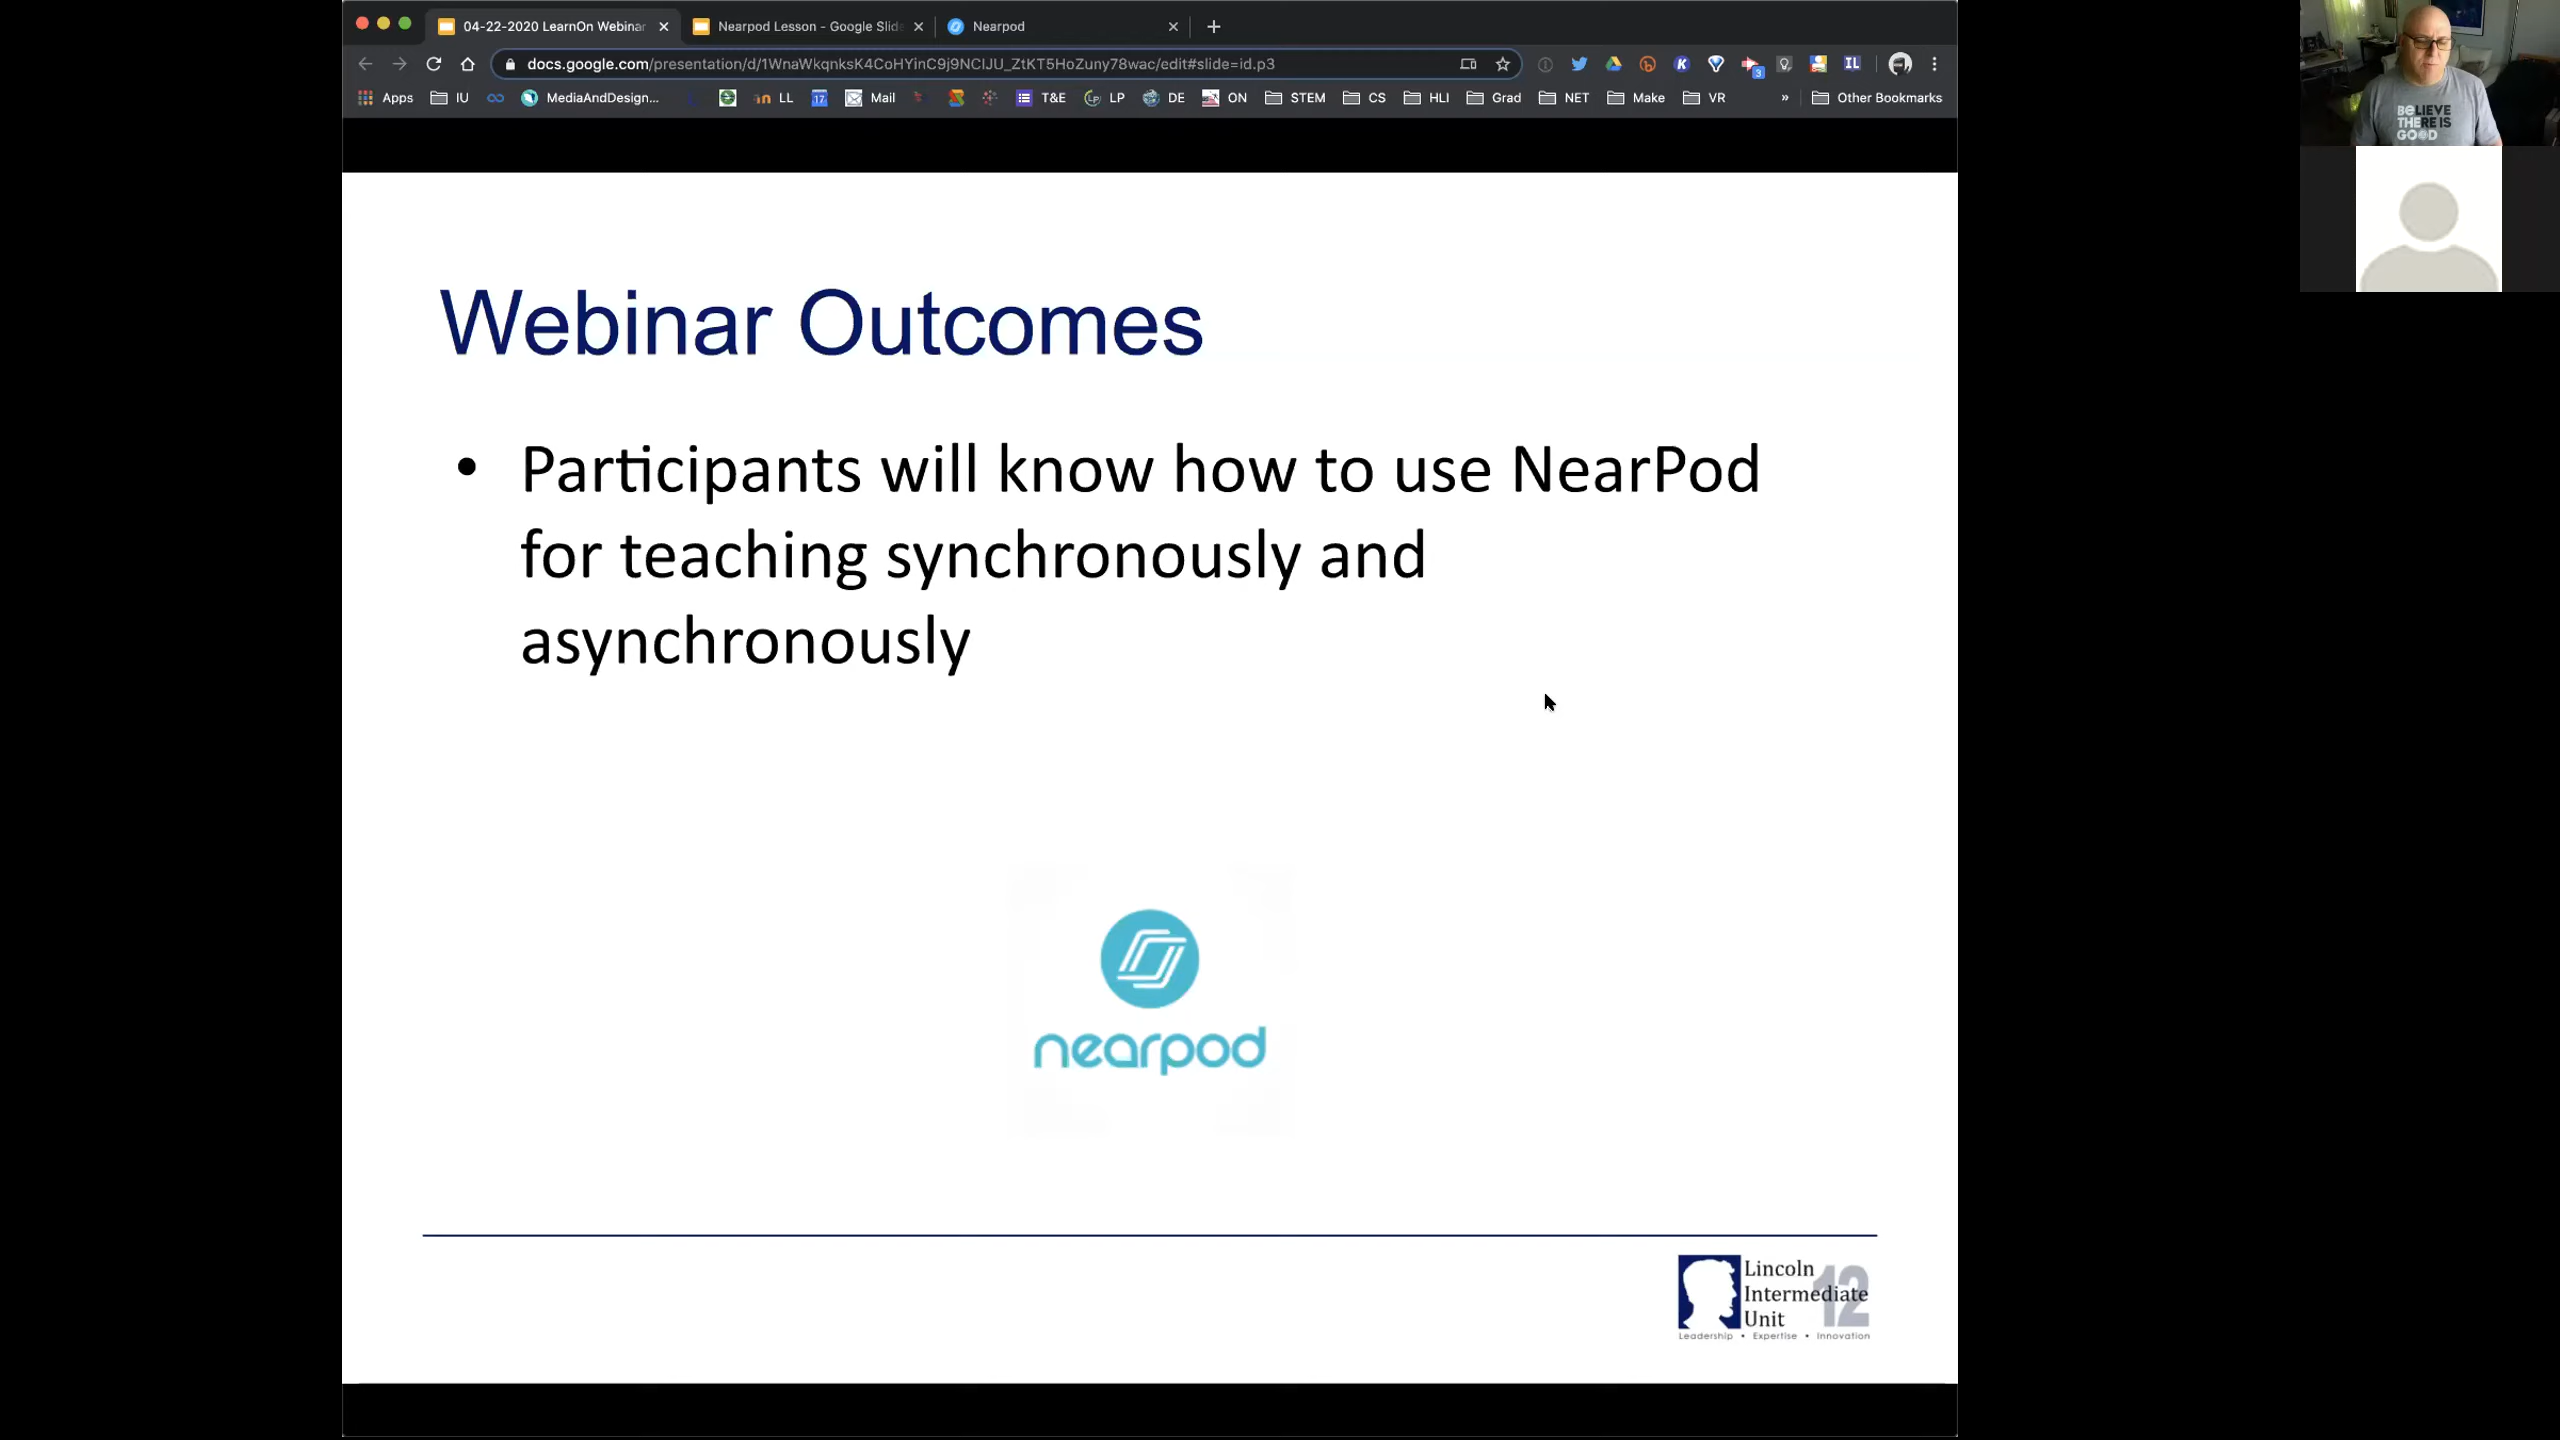 04-22-2020 LearnOn Webinar
Nearpod Lesson - Google Slide
Nearpod
docs.google.com/presentation/d/1WnaWkqnksK4CoHYinC9j9NCIJU_ZtKT5HoZuny78wac/edit#slide=id.p3
Apps IU MediaAndDesign... LL 17 Mail T&E LP DE ON STEM CS HLI Grad NET Make VR » Other Bookmarks
BELIEVE
THERE IS
GOOD
Webinar Outcomes
• Participants will know how to use NearPod
for teaching synchronously and
asynchronously
nearpod
Lincoln
Intermediate 12
Unit
Leadership • Expertise • Innovation